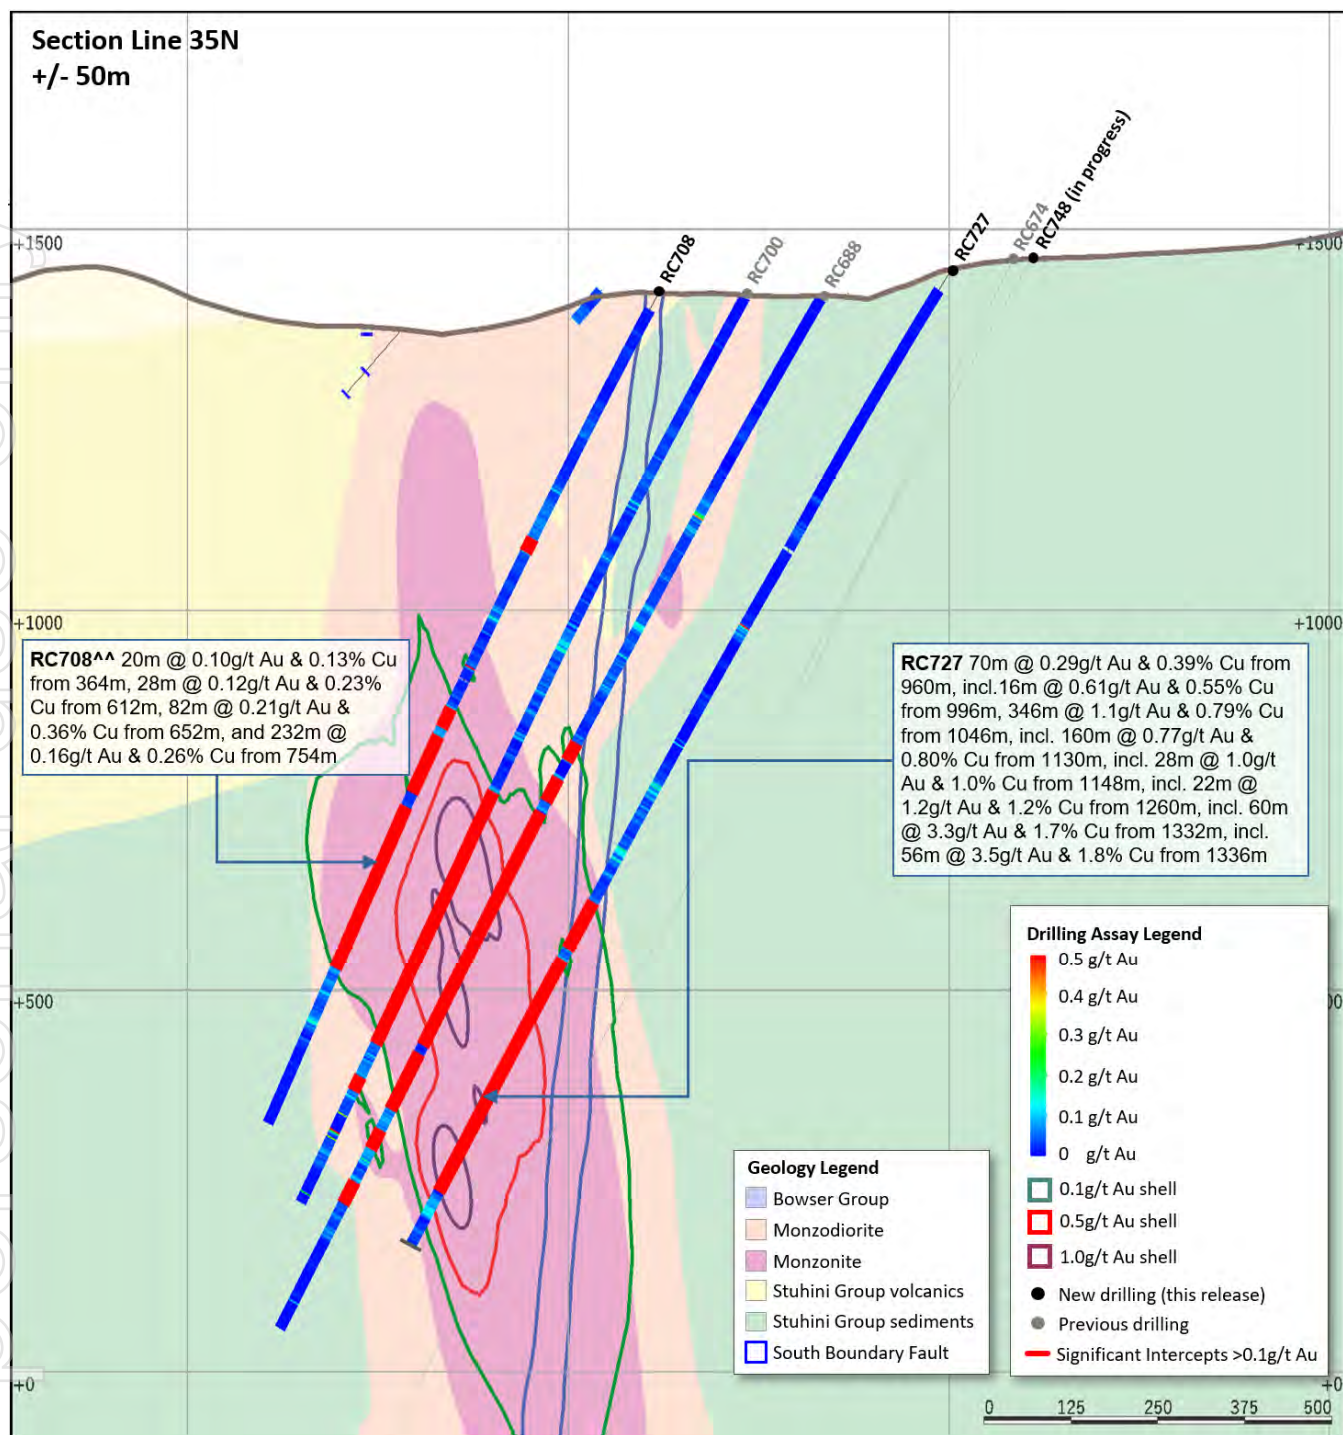 Section Line 35N
+/- 50m
RC708
RC700
RC688
RC727
RC674
RC748 (in progress)
+1500
+1500
+1000
+1000
RC708^^ 20m @ 0.10g/t Au & 0.13% Cu
from 364m, 28m @ 0.12g/t Au & 0.23%
Cu from 612m, 82m @ 0.21g/t Au &
0.36% Cu from 652m, and 232m @
0.16g/t Au & 0.26% Cu from 754m
RC727 70m @ 0.29g/t Au & 0.39% Cu from
960m, incl.16m @ 0.61g/t Au & 0.55% Cu
from 996m, 346m @ 1.1g/t Au & 0.79% Cu
from 1046m, incl. 160m @ 0.77g/t Au &
0.80% Cu from 1130m, incl. 28m @ 1.0g/t
Au & 1.0% Cu from 1148m, incl. 22m @
1.2g/t Au & 1.2% Cu from 1260m, incl. 60m
@ 3.3g/t Au & 1.7% Cu from 1332m, incl.
56m @ 3.5g/t Au & 1.8% Cu from 1336m
+500
Drilling Assay Legend
0.5 g/t Au
0.4 g/t Au
0.3 g/t Au
0.2 g/t Au
0.1 g/t Au
0 g/t Au
0.1g/t Au shell
0.5g/t Au shell
1.0g/t Au shell
New drilling (this release)
Previous drilling
Significant Intercepts >0.1g/t Au
Geology Legend
Bowser Group
Monzodiorite
Monzonite
Stuhini Group volcanics
Stuhini Group sediments
South Boundary Fault
+0
+0
0 125 250 375 500